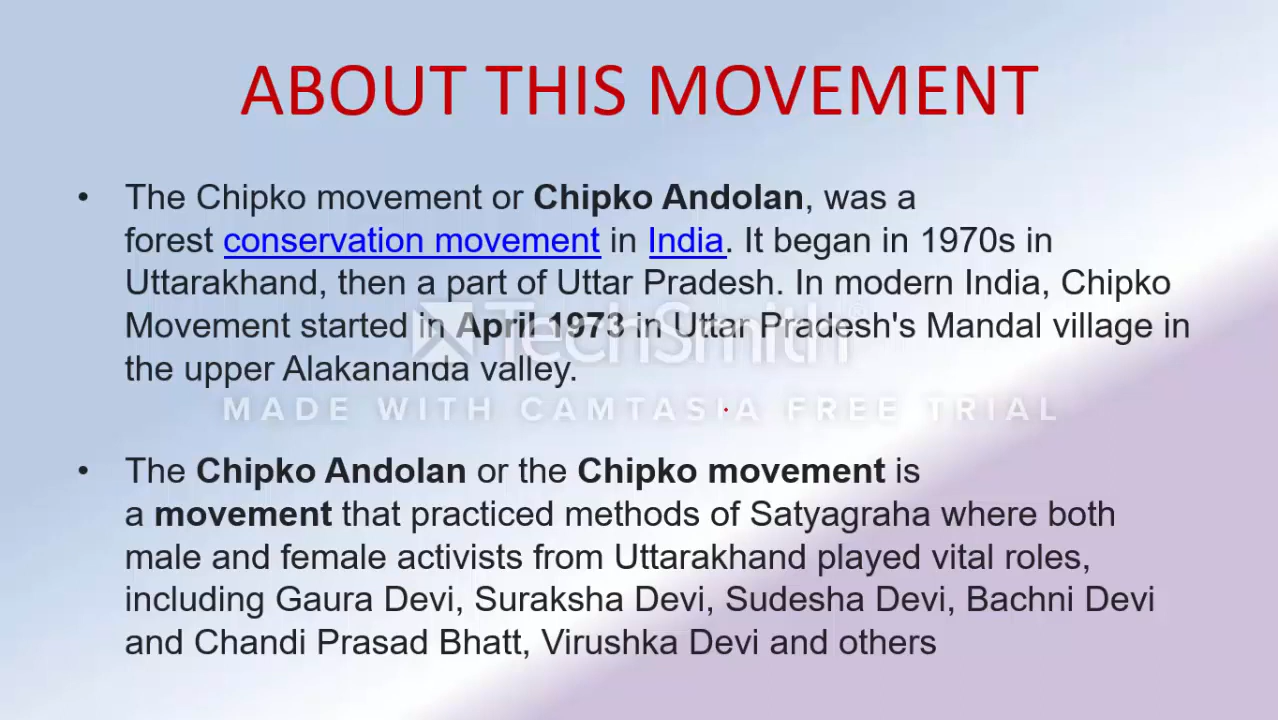 ABOUT THIS MOVEMENT
• The Chipko movement or Chipko Andolan, was a
forest conservation movement in India. It began in 1970s in
Uttarakhand, then a part of Uttar Pradesh. In modern India, Chipko
Movement started in April 1973 in Uttar Pradesh's Mandal village in
the upper Alakananda valley.
TechSmith®
MADE WITH CAMTASIA FREE TRIAL
• The Chipko Andolan or the Chipko movement is
a movement that practiced methods of Satyagraha where both
male and female activists from Uttarakhand played vital roles,
including Gaura Devi, Suraksha Devi, Sudesha Devi, Bachni Devi
and Chandi Prasad Bhatt, Virushka Devi and others